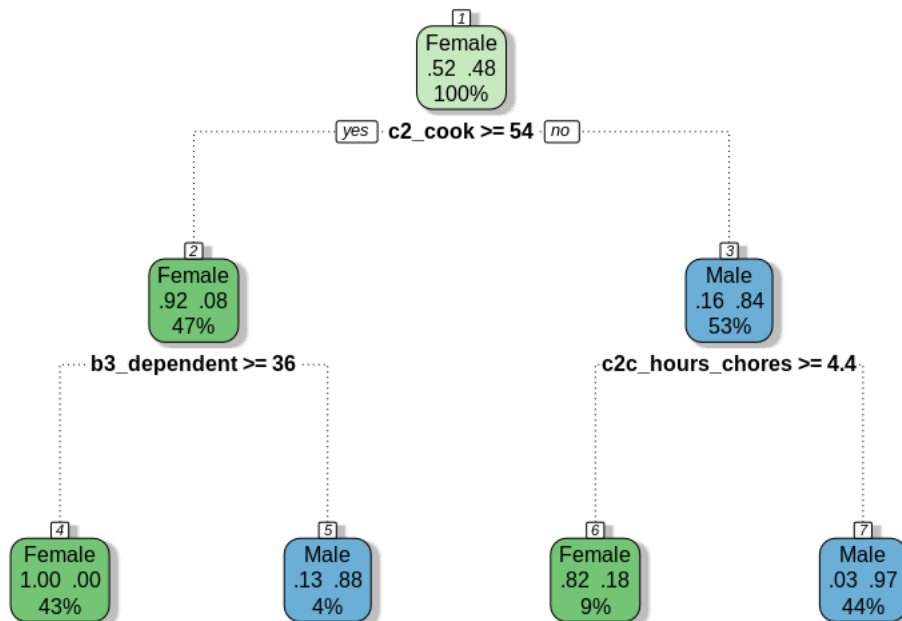 1
Female
.52 .48
100%
yes c2_cook >= 54 no
2
Female
.92 .08
47%
3
Male
.16 .84
53%
b3_dependent >= 36
c2c_hours_chores >= 4.4
4
Female
1.00 .00
43%
5
Male
.13 .88
4%
6
Female
.82 .18
9%
7
Male
.03 .97
44%